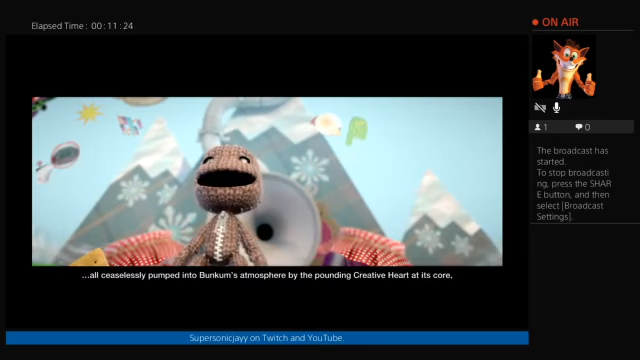 Elapsed Time : 00 : 11 : 24
ON AIR
1 0
The broadcast has
started.
To stop broadcasti
ng, press the SHAR
E button, and then
select [Broadcast
Settings].
...all ceaselessly pumped into Bunkum's atmosphere by the pounding Creative Heart at its core,
Supersonicjayy on Twitch and YouTube.